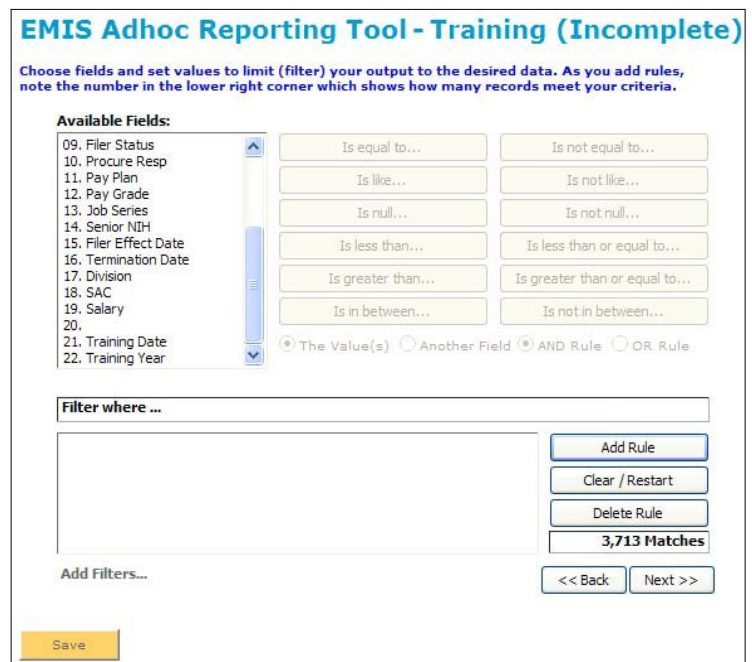 EMIS Adhoc Reporting Tool - Training (Incomplete)
Choose fields and set values to limit (filter) your output to the desired data. As you add rules,
note the number in the lower right corner which shows how many records meet your criteria.
Available Fields:
09. Filer Status
10. Procure Resp
11. Pay Plan
12. Pay Grade
13. Job Series
14. Senior NIH
15. Filer Effect Date
16. Termination Date
17. Division
18. SAC
19. Salary
20.
21. Training Date
22. Training Year
Is equal to... Is not equal to...
Is like... Is not like...
Is null... Is not null...
Is less than... Is less than or equal to...
Is greater than... Is greater than or equal to...
Is in between... Is not in between...
The Value(s) Another Field AND Rule OR Rule
Filter where ...
Add Rule
Clear / Restart
Delete Rule
3,713 Matches
Add Filters...
<< Back Next >>
Save